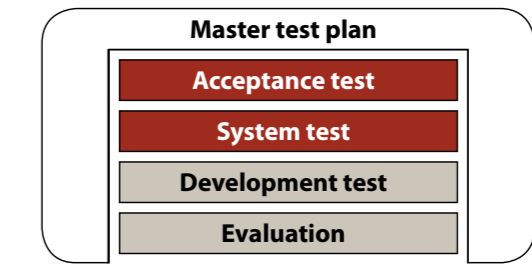 Master test plan
Acceptance test
System test
Development test
Evaluation